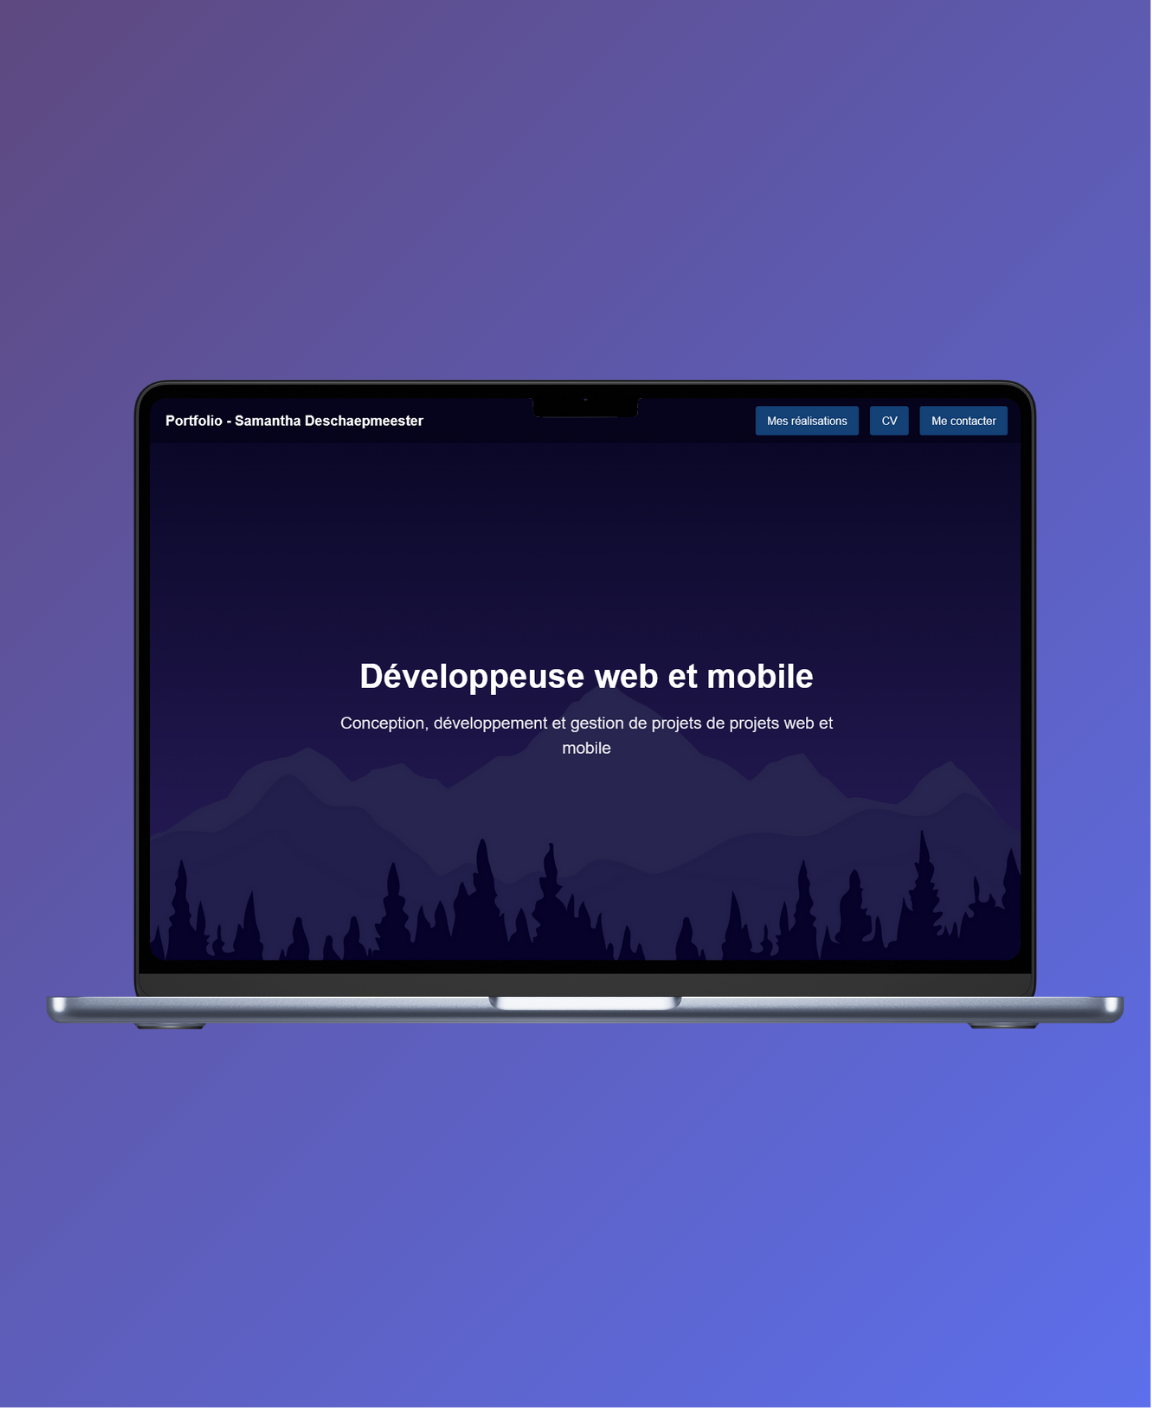 Portfolio - Samantha Deschaepmeester
Mes réalisations
CV
Me contacter
Développeuse web et mobile
Conception, développement et gestion de projets de projets web et
mobile